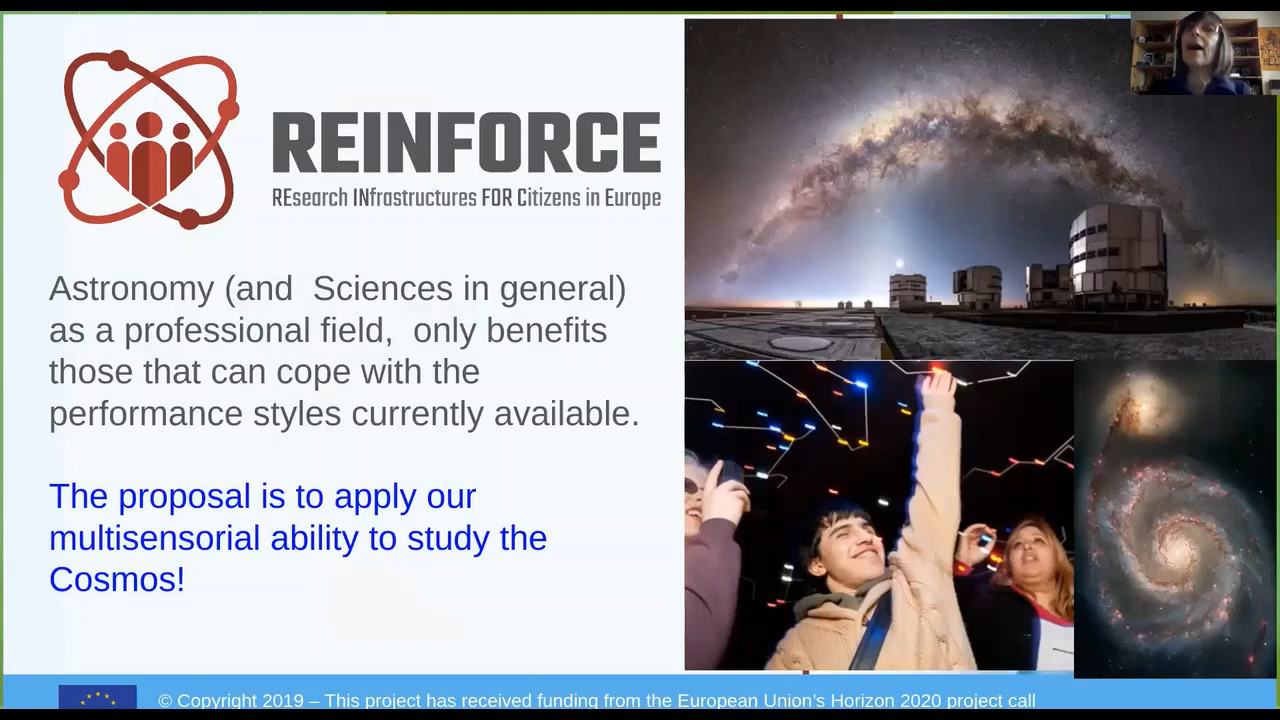 REINFORCE
REsearch INfrastructures FOR Citizens in Europe
Astronomy (and  Sciences in general)
as a professional field,  only benefits
those that can cope with the
performance styles currently available.
The proposal is to apply our
multisensorial ability to study the
Cosmos!
© Copyright 2019 – This project has received funding from the European Union’s Horizon 2020 project call